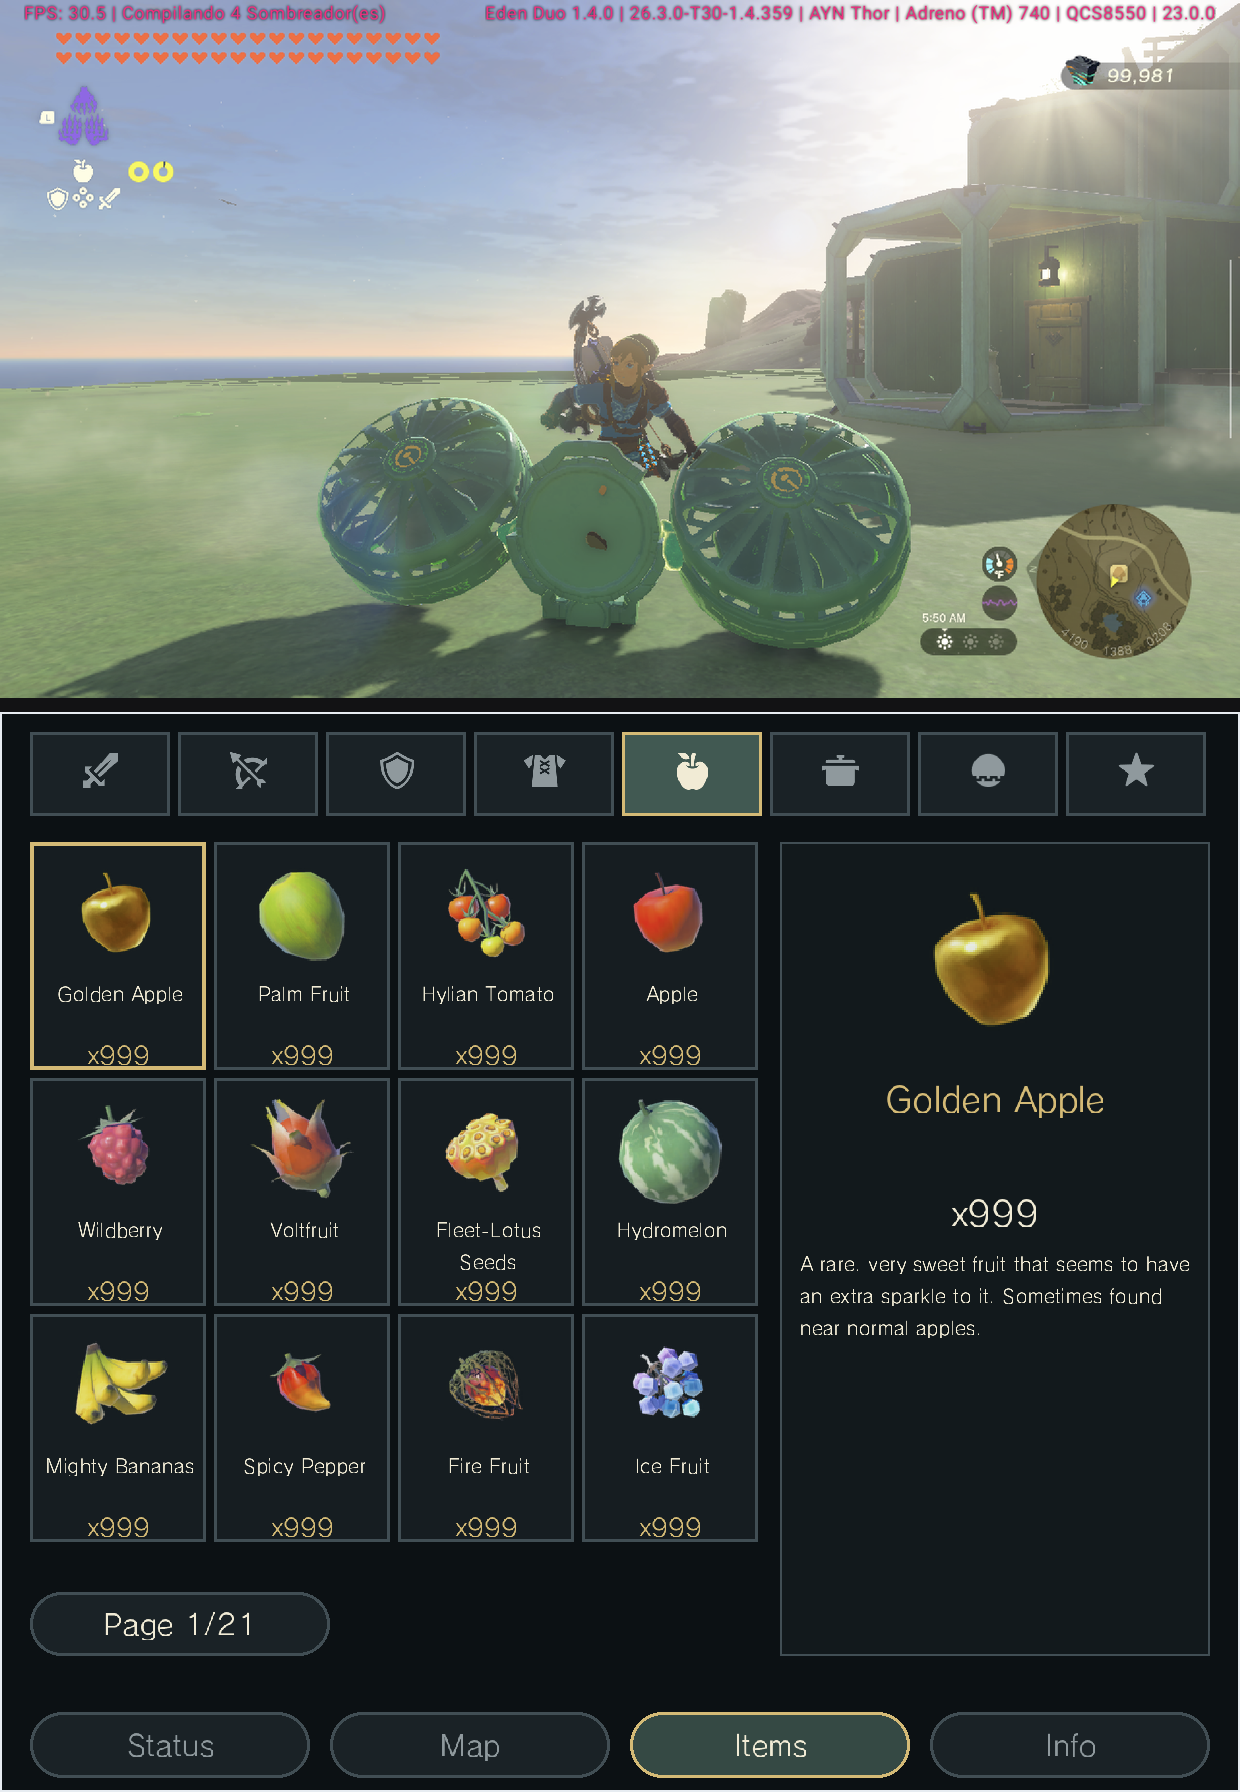 FPS: 30.5 | Compilando 4 Sombreador(es)
Eden Duo 1.4.0 | 26.3.0-T30-1.4.359 | AYN Thor | Adreno (TM) 740 | QCS8550 | 23.0.0
99,981
L
5:50 AM
4190 1388 0208
Golden Apple
x999
Palm Fruit
x999
Hylian Tomato
x999
Apple
x999
Wildberry
x999
Voltfruit
x999
Fleet-Lotus
Seeds
x999
Hydromelon
x999
Mighty Bananas
x999
Spicy Pepper
x999
Fire Fruit
x999
Ice Fruit
x999
Golden Apple
x999
A rare, very sweet fruit that seems to have
an extra sparkle to it. Sometimes found
near normal apples.
Page 1/21
Status
Map
Items
Info